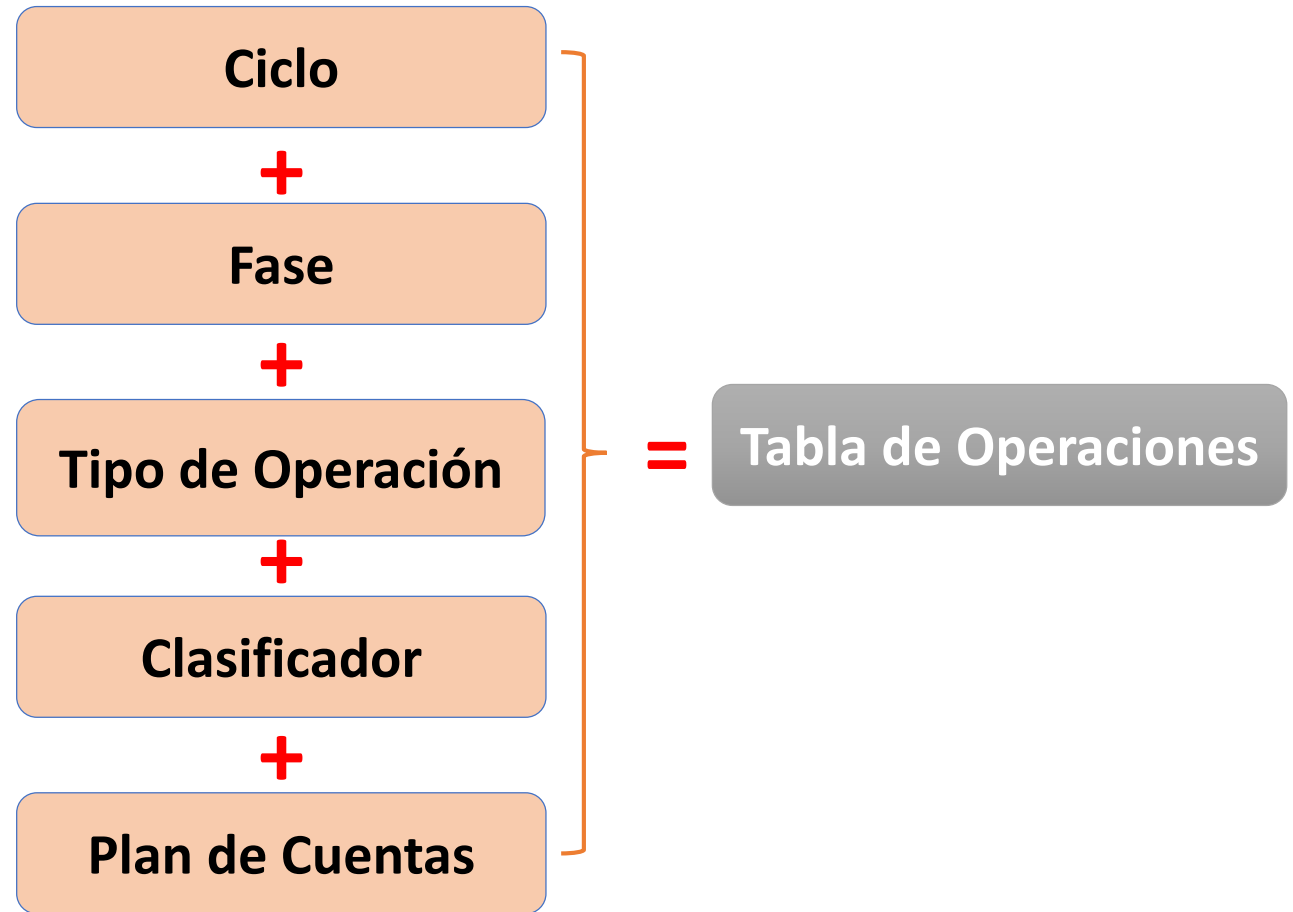 Ciclo
+
Fase
+
Tipo de Operación
+
Clasificador
+
Plan de Cuentas
=
Tabla de Operaciones